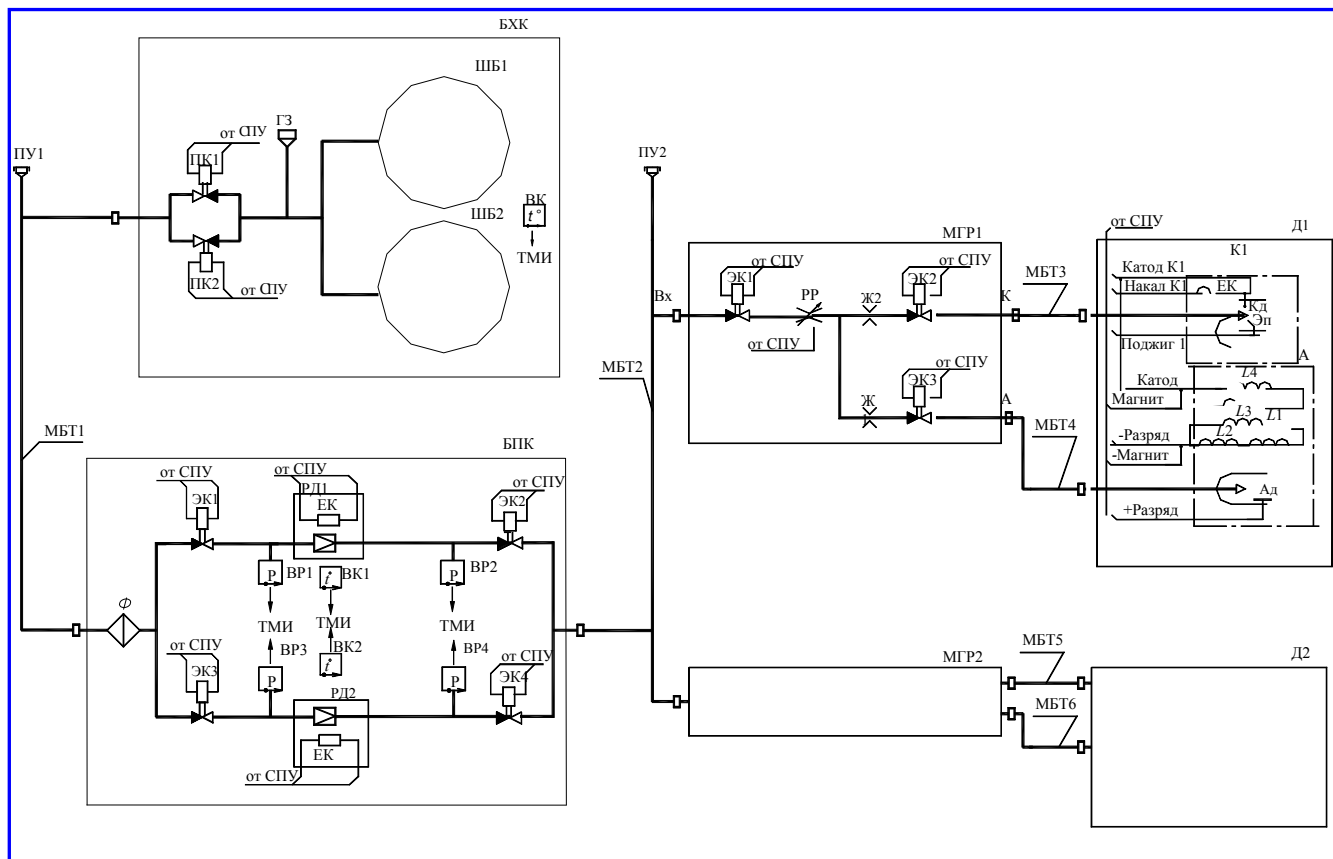 БХК
ШБ1
от СПУ
ГЗ
ПК1
ПУ1
ПУ2
ВК
t°
ШБ2
ТМИ
ПК2
от СПУ
МГР1
от СПУ
Д1
от СПУ
от СПУ
К1
ЭК1
ЭК2
МБТ3
Катод К1
Вх
РР
Ж2
К
Накал К1
ЕК
Кд
Эп
от СПУ
Поджиг 1
А
от СПУ
МБТ2
ЭК3
Катод
L4
Ж
А
Магнит
L3
L1
МБТ4
-Разряд
L2
-Магнит
МБТ1
БПК
от СПУ
от СПУ
РД1
от СПУ
ЭК1
ЕК
ЭК2
Ад
+Разряд
P
ВР1
t°
ВК1
P
ВР2
Ф
ТМИ
ТМИ
ТМИ
от СПУ
ВР3
ВК2
ВР4
от СПУ
ЭК3
P
t°
P
ЭК4
РД2
ЕК
от СПУ
МГР2
МБТ5
Д2
МБТ6